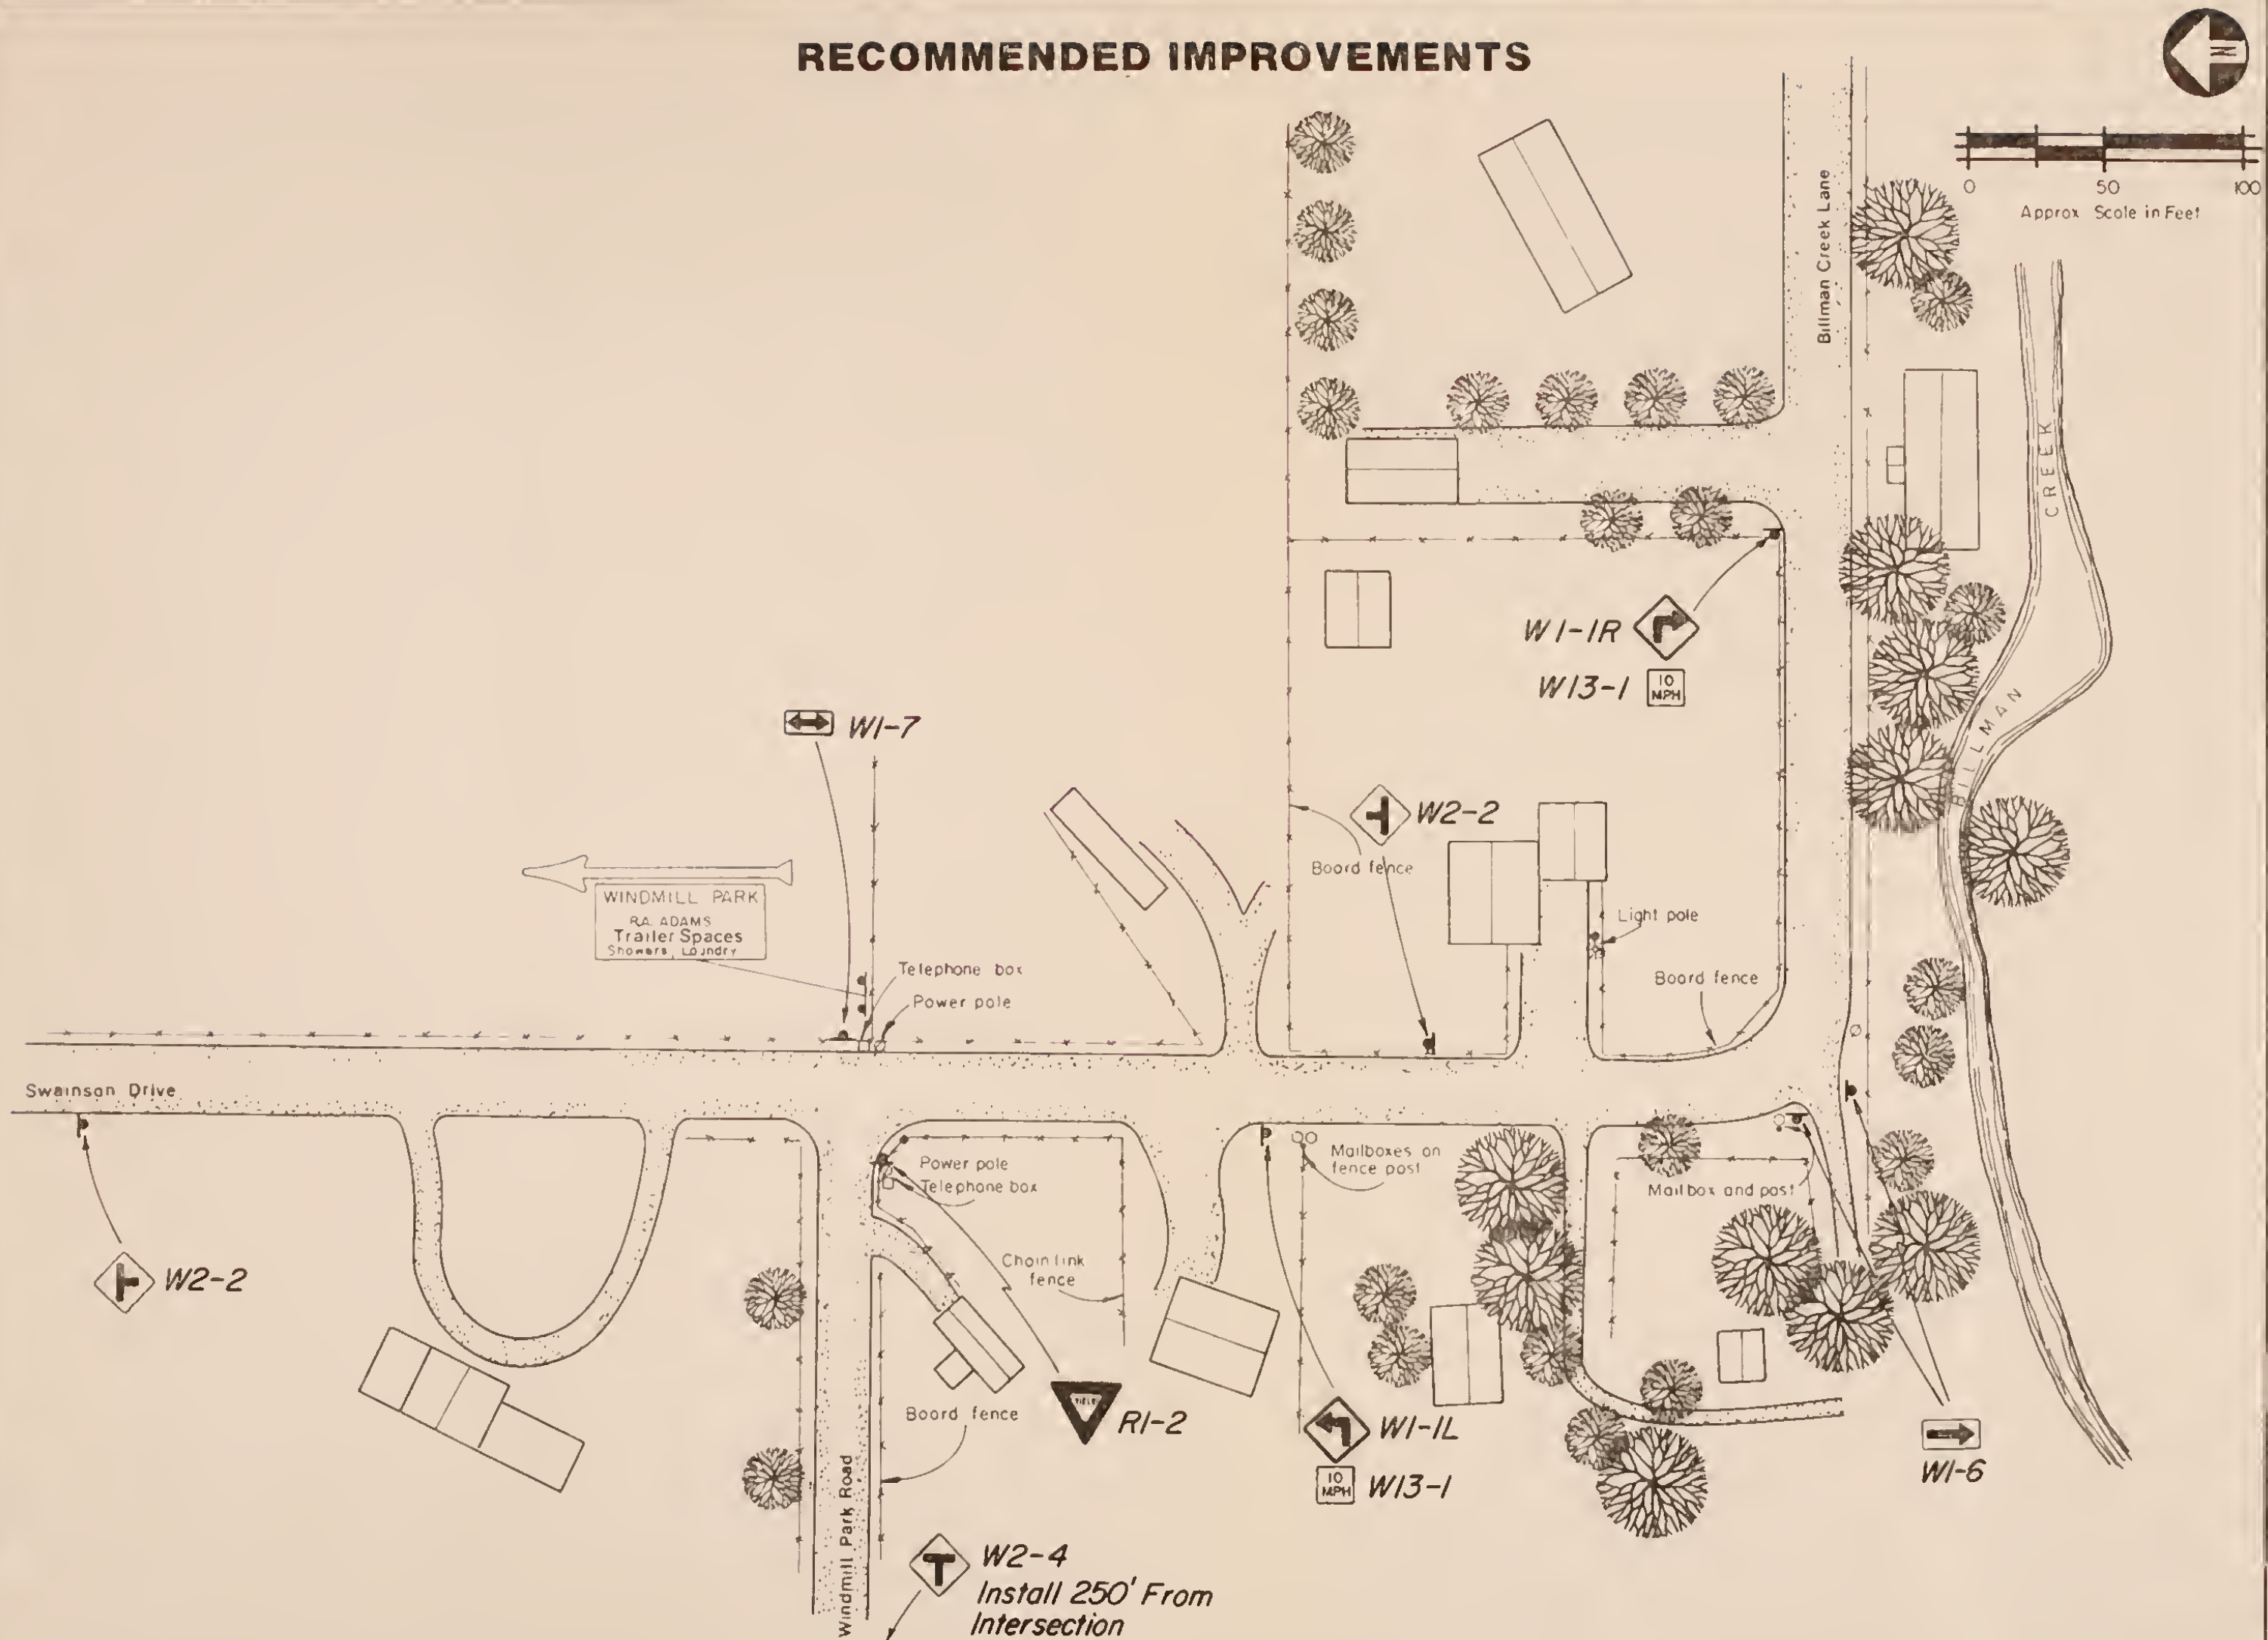 RECOMMENDED IMPROVEMENTS
N
0 50 100
Approx Scale in Feet
Billman Creek Lane
CREEK
BILLMAN
W1-1R
W13-1
10
MPH
W1-7
W2-2
Board fence
WINDMILL PARK
R.A. ADAMS
Trailer Spaces
Showers, Laundry
Light pole
Telephone box
Power pole
Board fence
Swainson Drive
Power pole
Telephone box
Mailboxes on
fence post
Mailbox and post
W2-2
Chain link
fence
Board fence
YIELD
R1-2
W1-1L
10
MPH
W13-1
W1-6
Windmill Park Road
W2-4
Install 250' From
Intersection